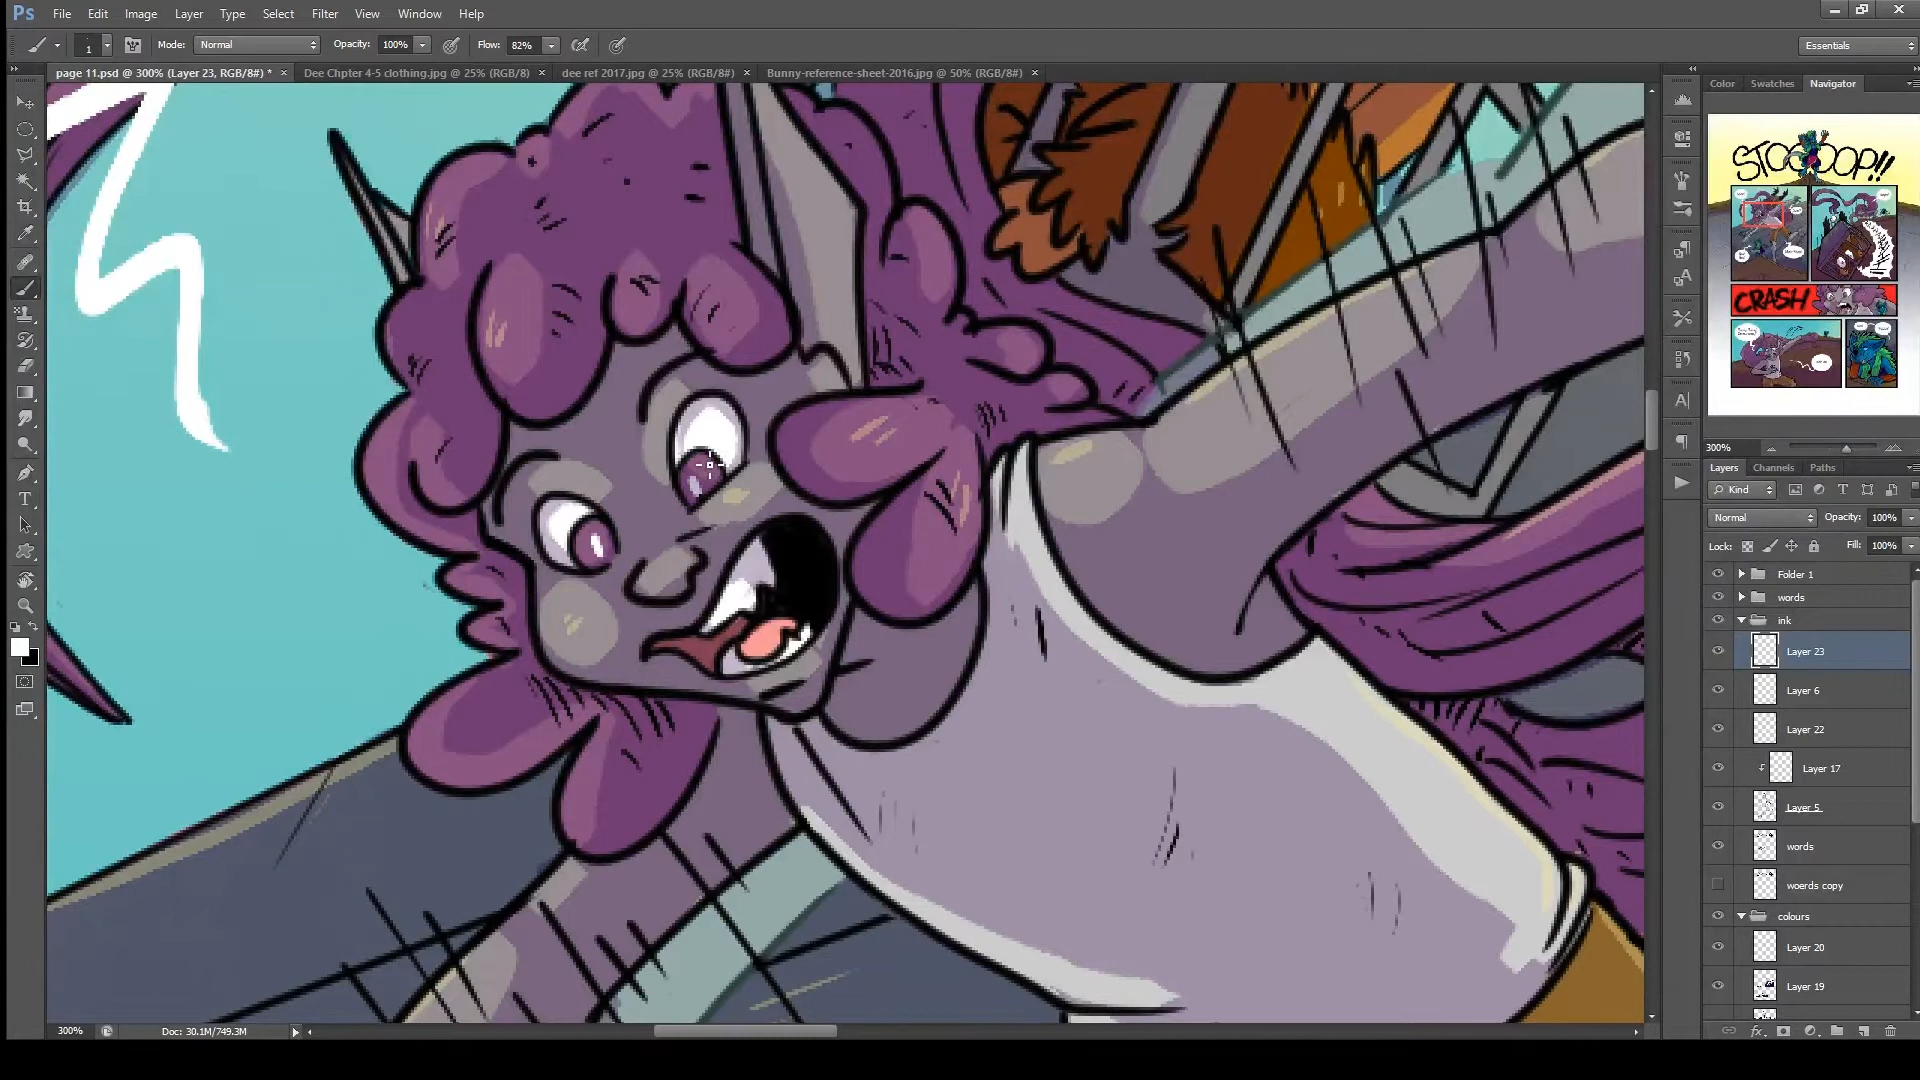 Ps File Edit Image Layer Type Select Filter View Window Help
1 Mode: Normal Opacity: 100% Flow: 82% Essentials
page 11.psd @ 300% (Layer 23, RGB/8#) * × Dee Chpter 4-5 clothing.jpg @ 25% (RGB/8) × dee ref 2017.jpg @ 25% (RGB/8#) × Bunny-reference-sheet-2016.jpg @ 50% (RGB/8#) ×
Color Swatches Navigator
STOOOOP!!
CRASH
300%
Layers Channels Paths
Kind
Normal Opacity: 100%
Lock: Fill: 100%
Folder 1
words
ink
Layer 23
Layer 6
Layer 22
Layer 17
Layer 5
words
woerds copy
colours
Layer 20
Layer 19
300% Doc: 30.1M/749.3M